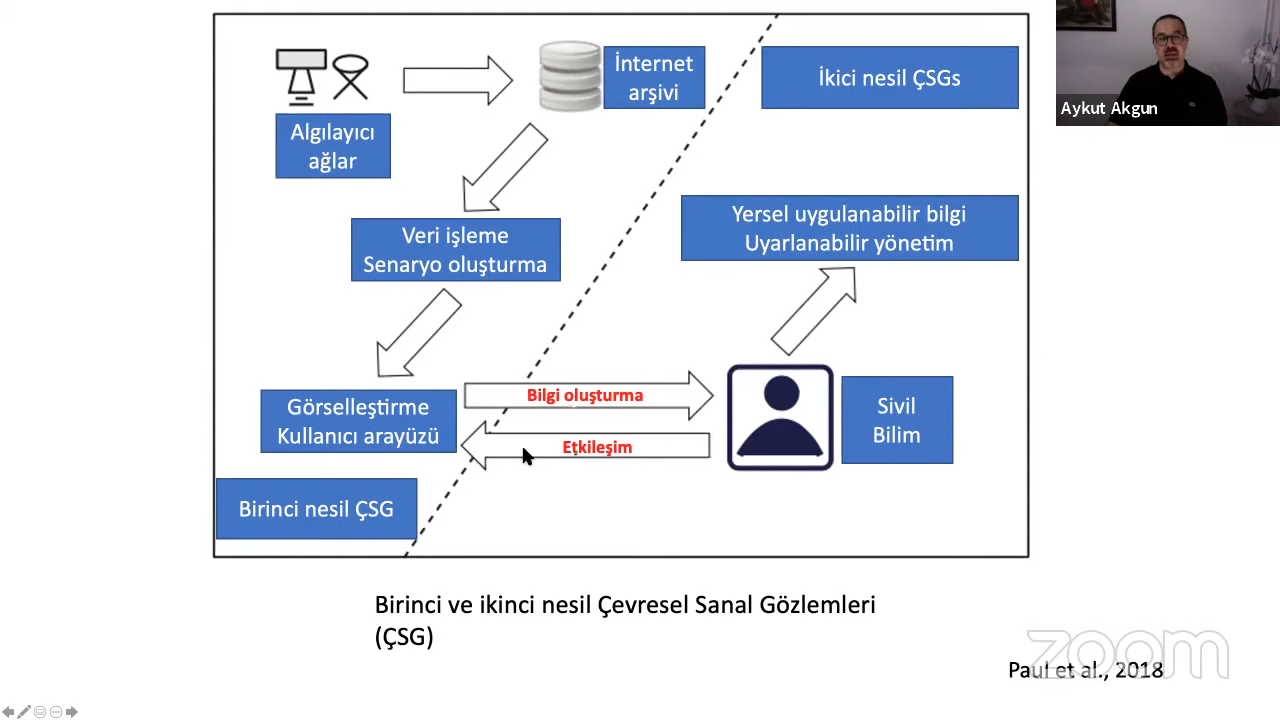 Algılayıcı
ağlar
İnternet
arşivi
İkici nesil ÇSGs
Aykut Akgun
Veri işleme
Senaryo oluşturma
Yersel uygulanabilir bilgi
Uyarlanabilir yönetim
Görselleştirme
Kullanıcı arayüzü
Bilgi oluşturma
Etkileşim
Sivil
Bilim
Birinci nesil ÇSG
Birinci ve ikinci nesil Çevresel Sanal Gözlemleri
(ÇSG)
zoom
Paul et al., 2018